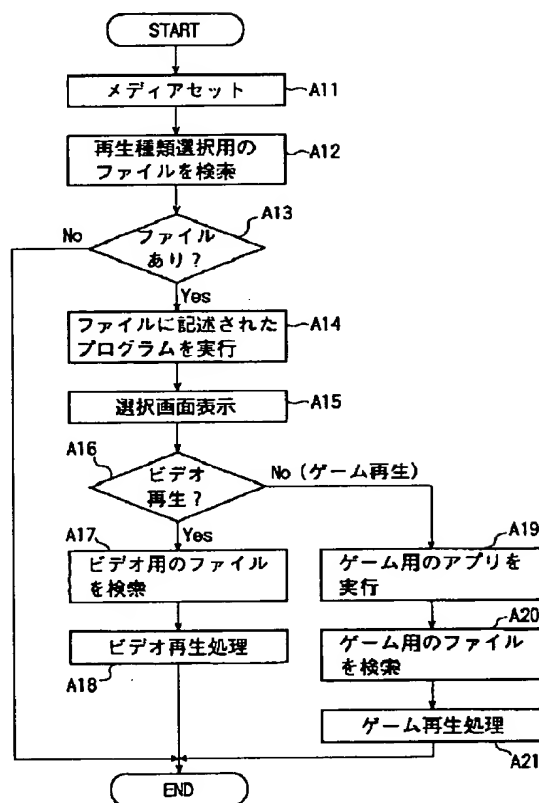 START
メディアセット
A11
再生種類選択用の
ファイルを検索
A12
A13
No
ファイル
あり?
Yes
ファイルに記述された
プログラムを実行
A14
選択画面表示
A15
A16
ビデオ
再生?
No (ゲーム再生)
Yes
A17
ビデオ用のファイル
を検索
ビデオ再生処理
A18
A19
ゲーム用のアプリを
実行
A20
ゲーム用のファイル
を検索
ゲーム再生処理
A21
END